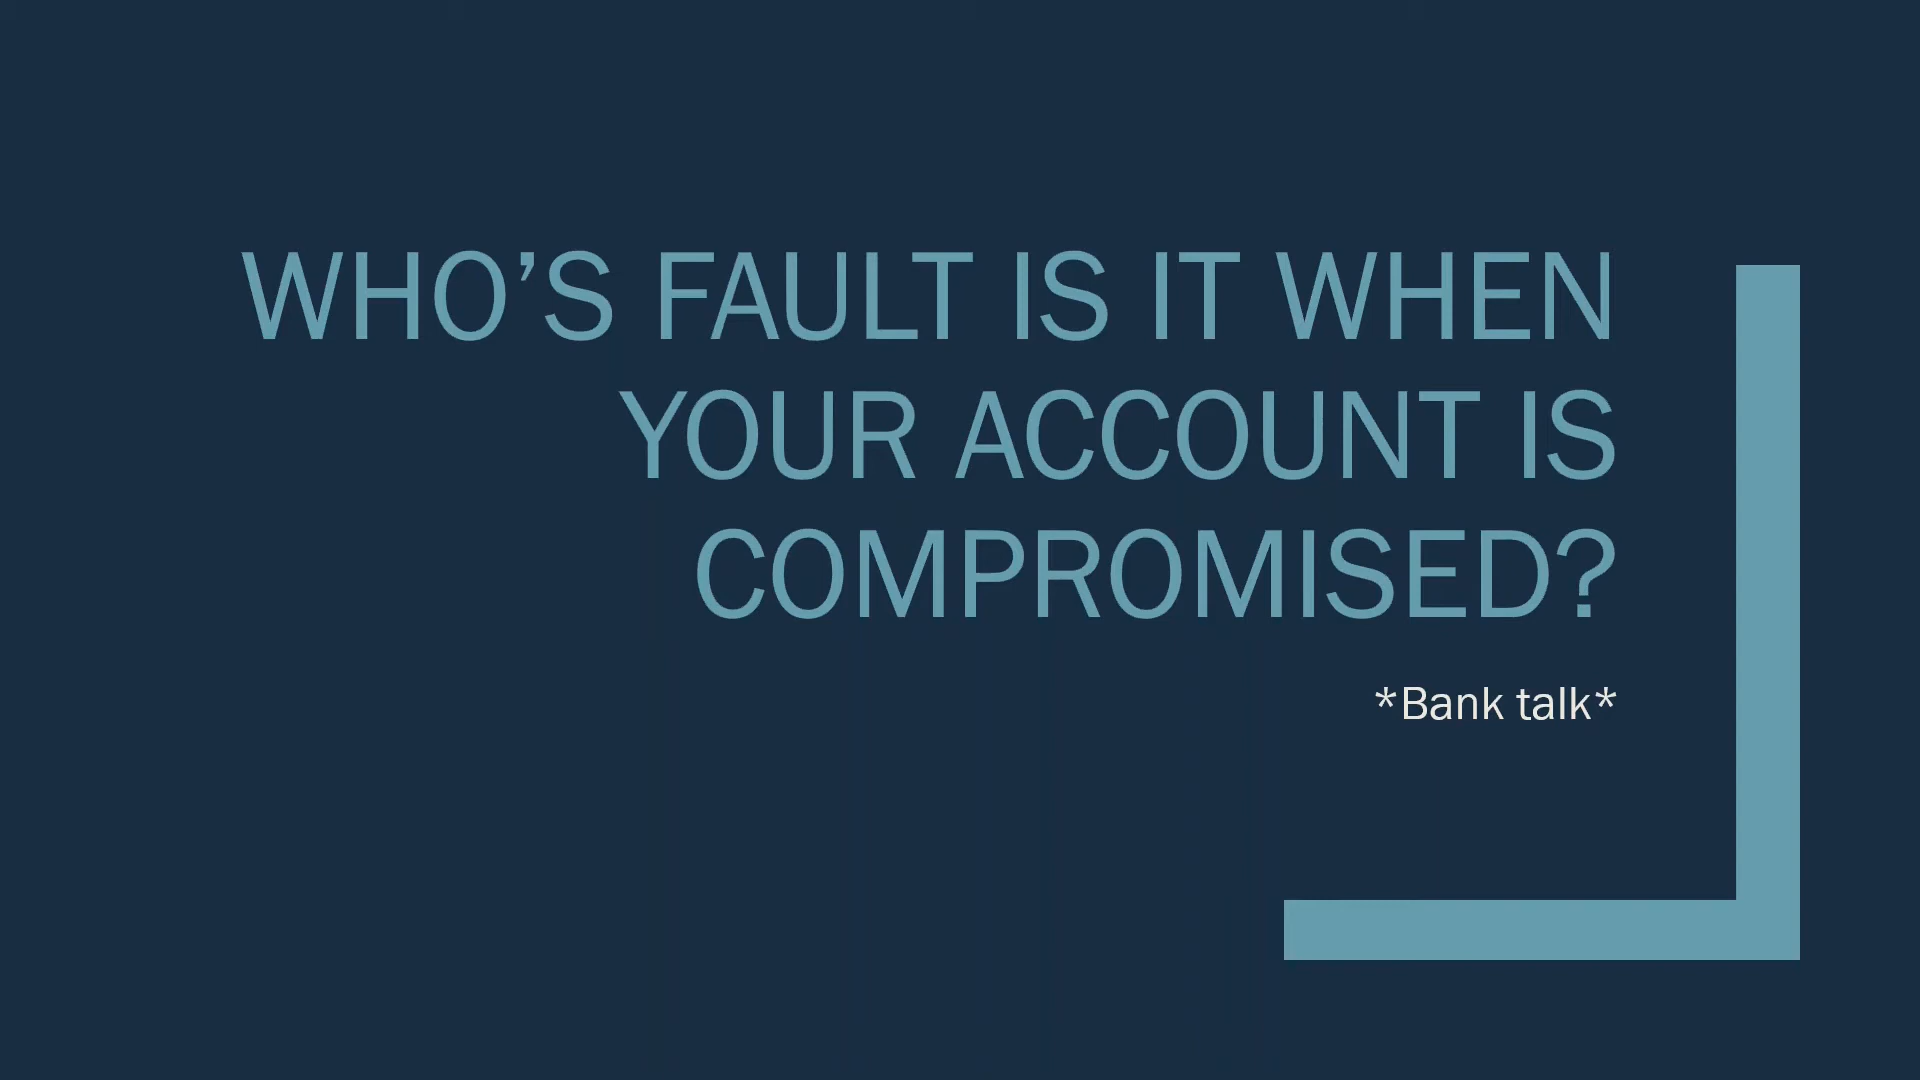 WHO’S FAULT IS IT WHEN
YOUR ACCOUNT IS
COMPROMISED?
*Bank talk*